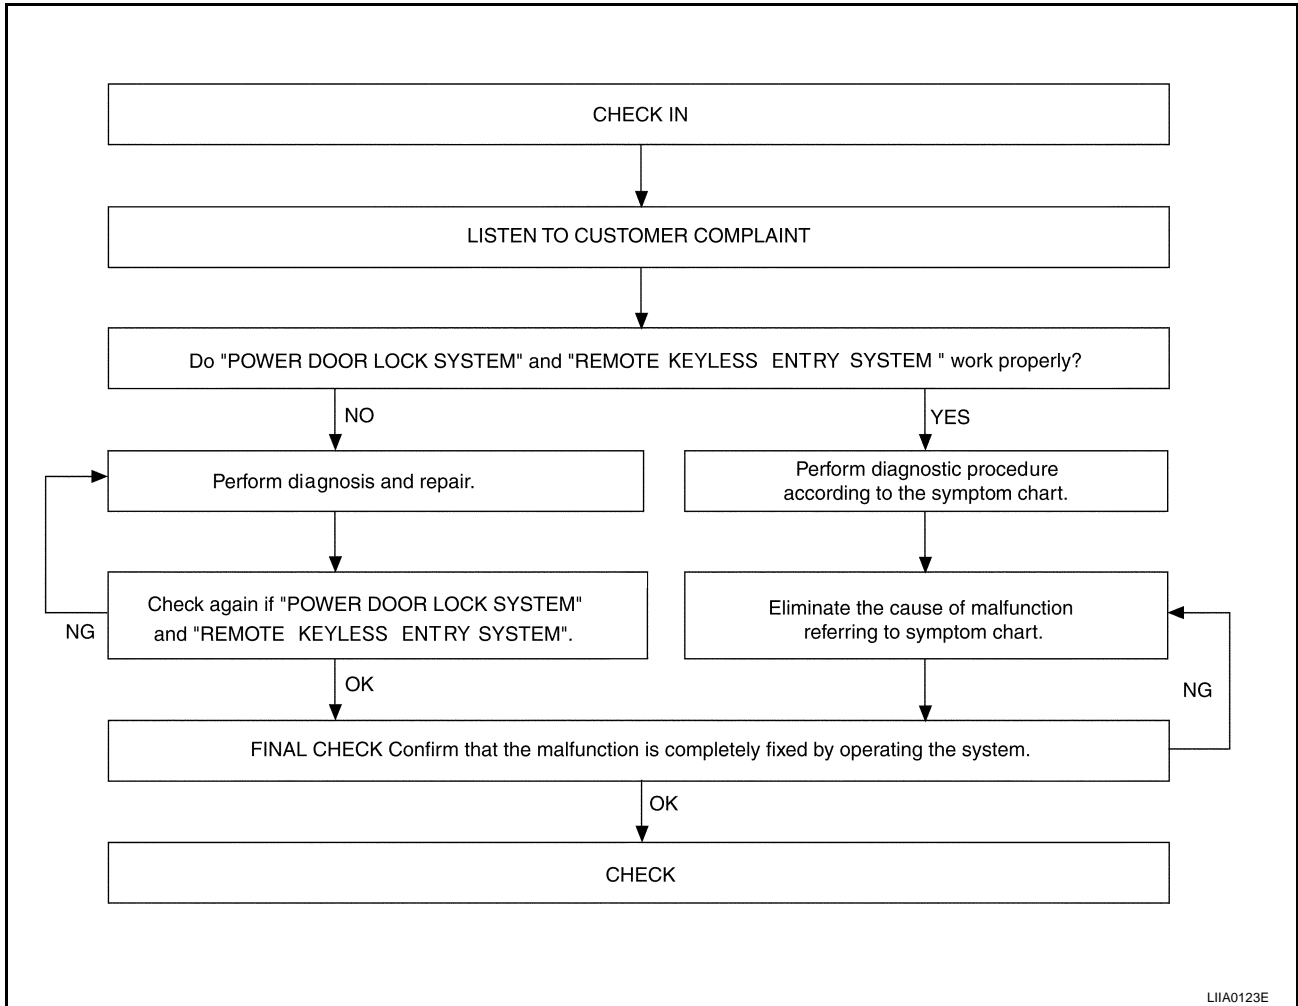 CHECK IN
LISTEN TO CUSTOMER COMPLAINT
Do "POWER DOOR LOCK SYSTEM" and "REMOTE KEYLESS ENTRY SYSTEM " work properly?
NO
YES
Perform diagnosis and repair.
Perform diagnostic procedure
according to the symptom chart.
Check again if "POWER DOOR LOCK SYSTEM"
and "REMOTE KEYLESS ENTRY SYSTEM".
NG
Eliminate the cause of malfunction
referring to symptom chart.
OK
NG
FINAL CHECK Confirm that the malfunction is completely fixed by operating the system.
OK
CHECK
LIIA0123E